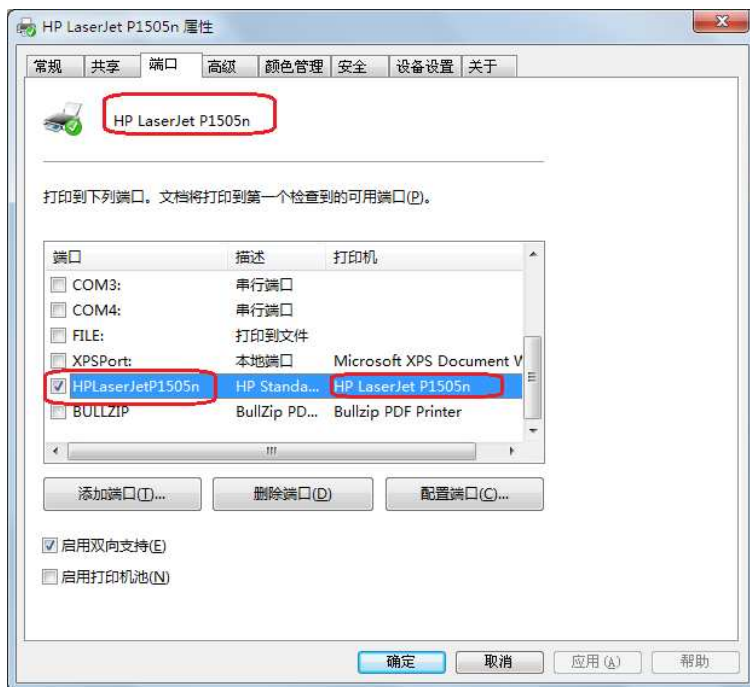 HP LaserJet P1505n 属性
常规 共享 端口 高级 颜色管理 安全 设备设置 关于
HP LaserJet P1505n
打印到下列端口。文档将打印到第一个检查到的可用端口(P)。
端口 描述 打印机
COM3: 串行端口
COM4: 串行端口
FILE: 打印到文件
XPSPort: 本地端口 Microsoft XPS Document W
HPLaserJetP1505n HP Standa... HP LaserJet P1505n
BULLZIP BullZip PD... Bullzip PDF Printer
添加端口(T)... 删除端口(D) 配置端口(C)...
启用双向支持(E)
启用打印机池(N)
确定 取消 应用(A) 帮助